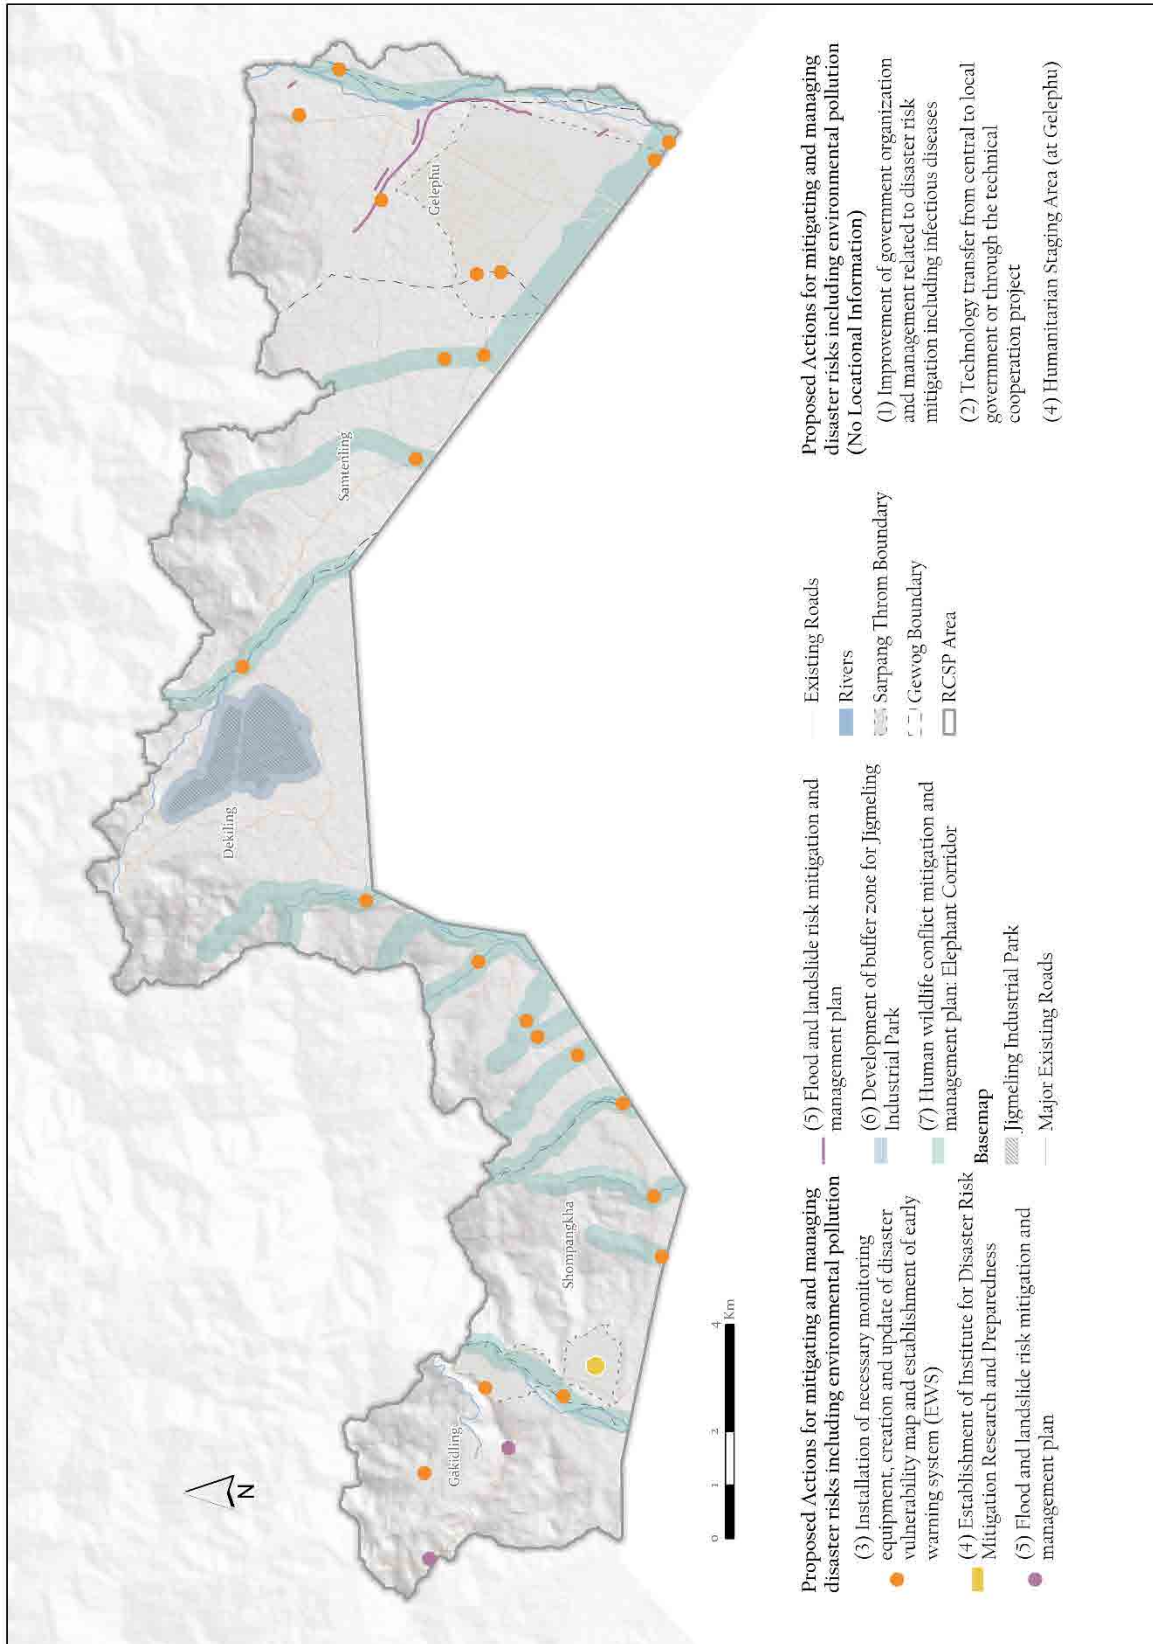 Gakidling
Shompangkha
Dekiling
Samtenling
Gelephu
N
0 1 2 4
Km
Proposed Actions for mitigating and managing
disaster risks including environmental pollution
(3) Installation of necessary monitoring
equipment, creation and update of disaster
vulnerability map and establishment of early
warning system (EWS)
(4) Establishment of Institute for Disaster Risk
Mitigation Research and Preparedness
(5) Flood and landslide risk mitigation and
management plan
(5) Flood and landslide risk mitigation and
management plan
(6) Development of buffer zone for Jigmeling
Industrial Park
(7) Human wildlife conflict mitigation and
management plan: Elephant Corridor
Basemap
Jigmeling Industrial Park
Major Existing Roads
Existing Roads
Rivers
Sarpang Throm Boundary
Gewog Boundary
RCSP Area
Proposed Actions for mitigating and managing
disaster risks including environmental pollution
(No Locational Information)
(1) Improvement of government organization
and management related to disaster risk
mitigation including infectious diseases
(2) Technology transfer from central to local
government or through the technical
cooperation project
(4) Humanitarian Staging Area (at Gelephu)